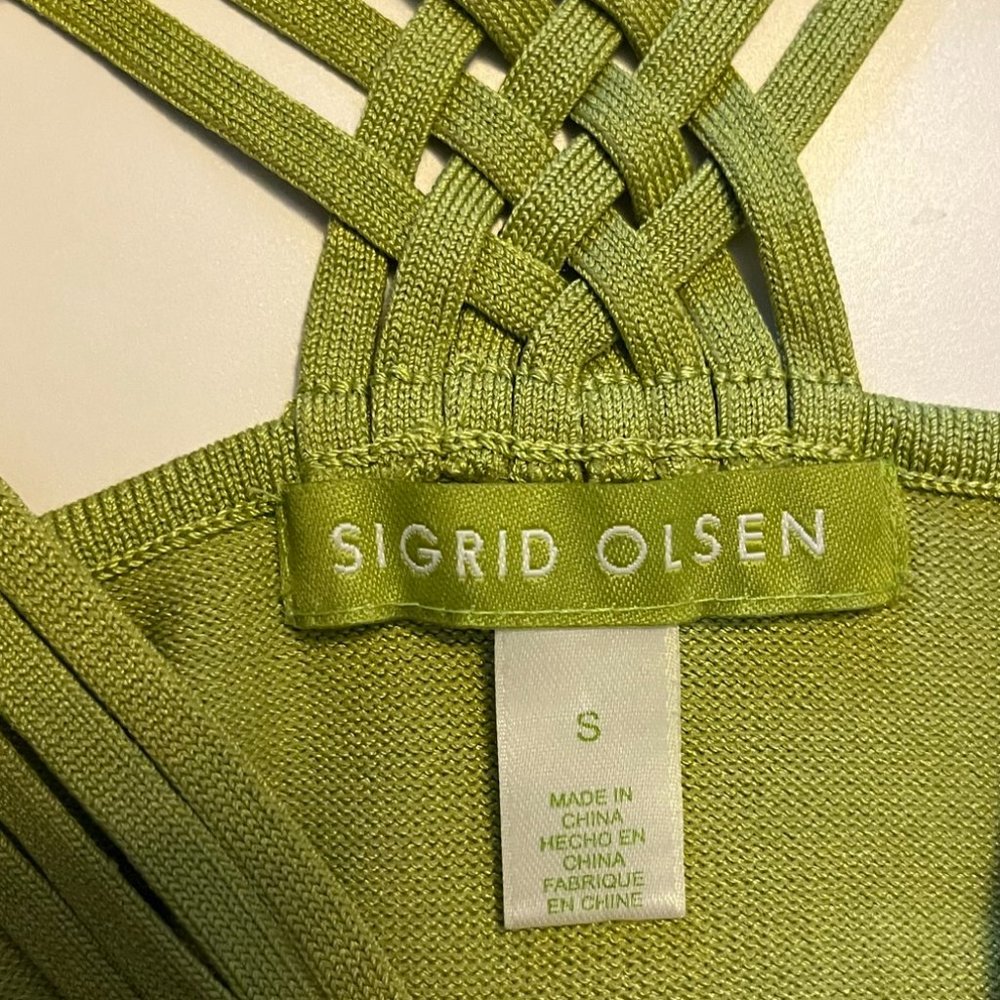 SIGRID OLSEN
S
MADE IN
CHINA
HECHO EN
CHINA
FABRIQUE
EN CHINE